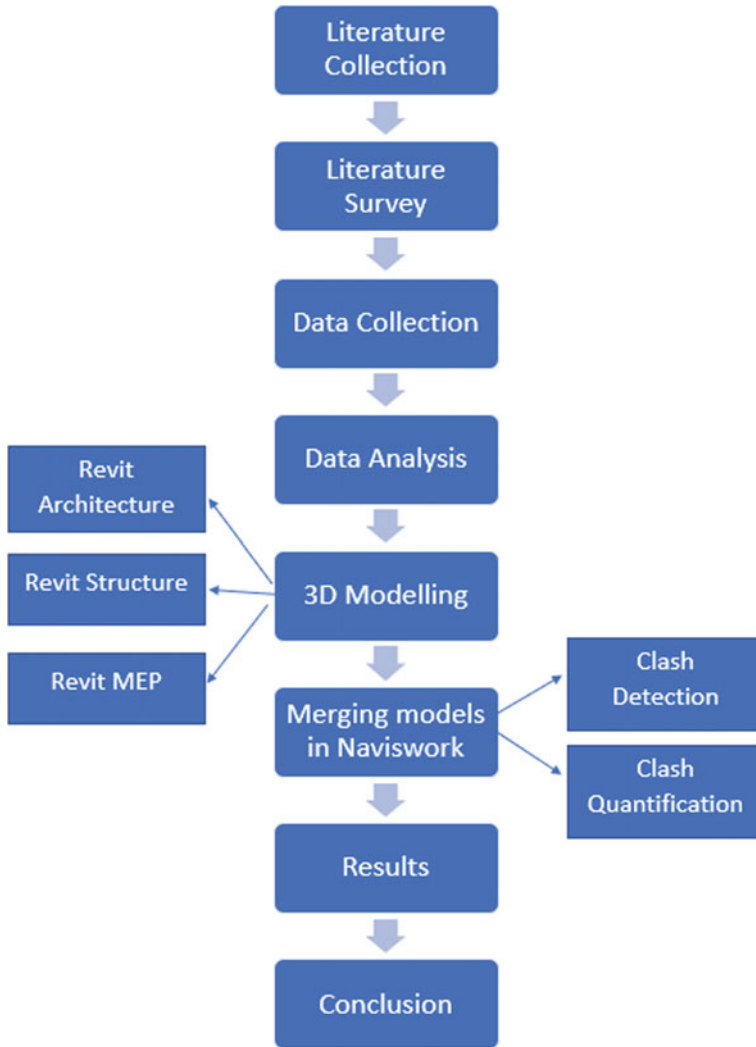 Literature
Collection
Literature
Survey
Data Collection
Data Analysis
Revit
Architecture
Revit Structure
Revit MEP
3D Modelling
Merging models
in Naviswork
Clash
Detection
Clash
Quantification
Results
Conclusion